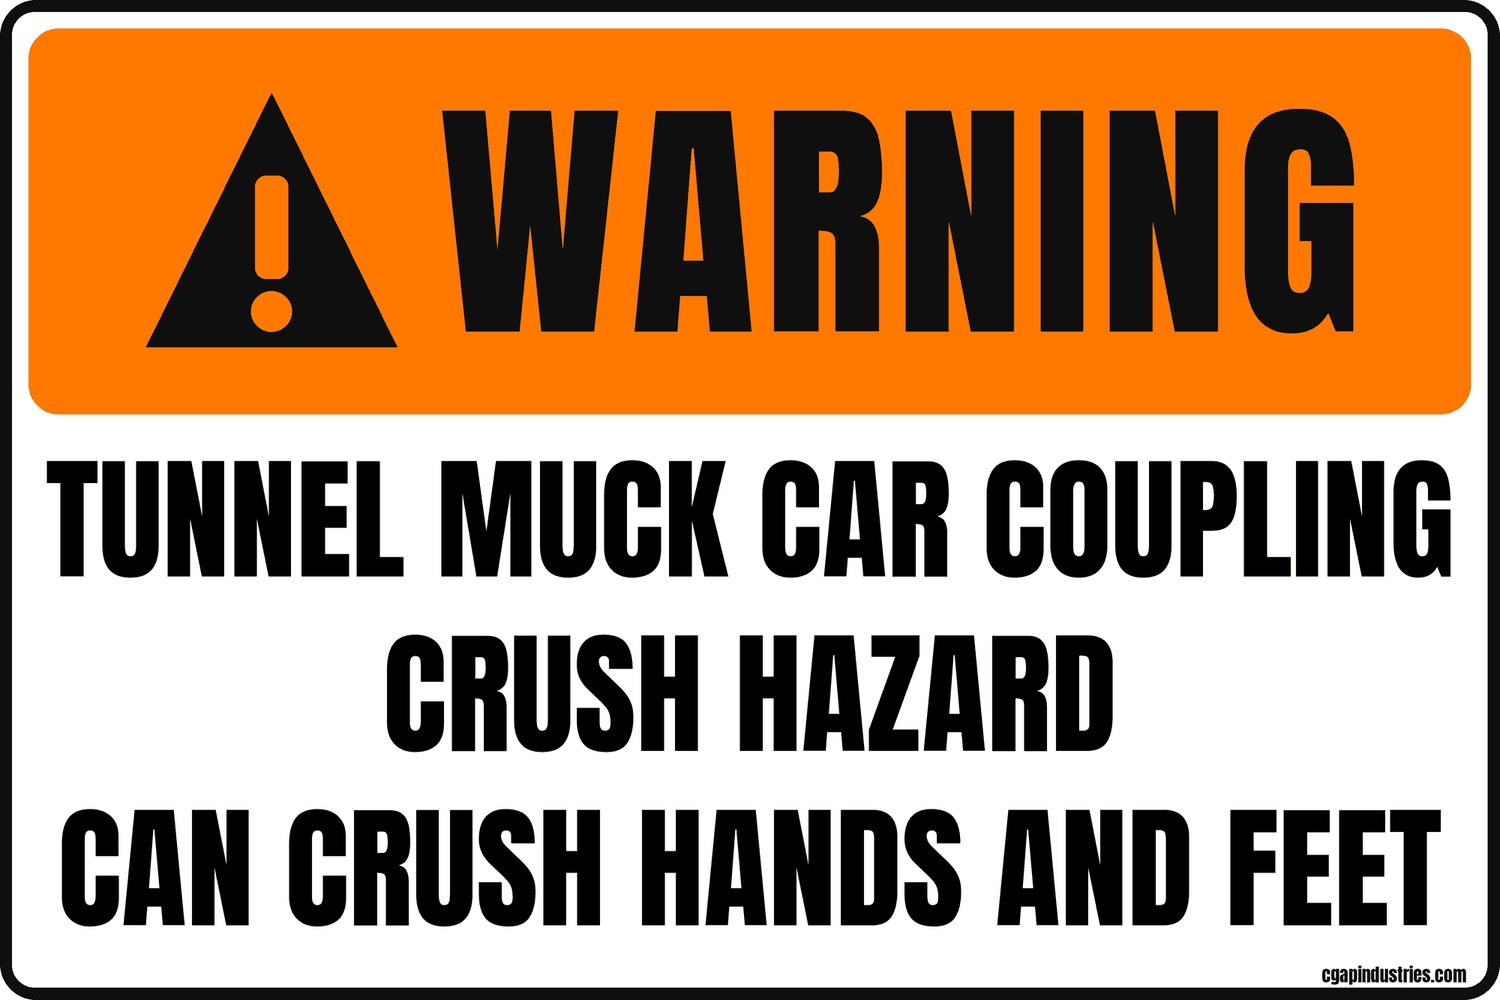 WARNING
TUNNEL MUCK CAR COUPLING
CRUSH HAZARD
CAN CRUSH HANDS AND FEET
cgapindustries.com